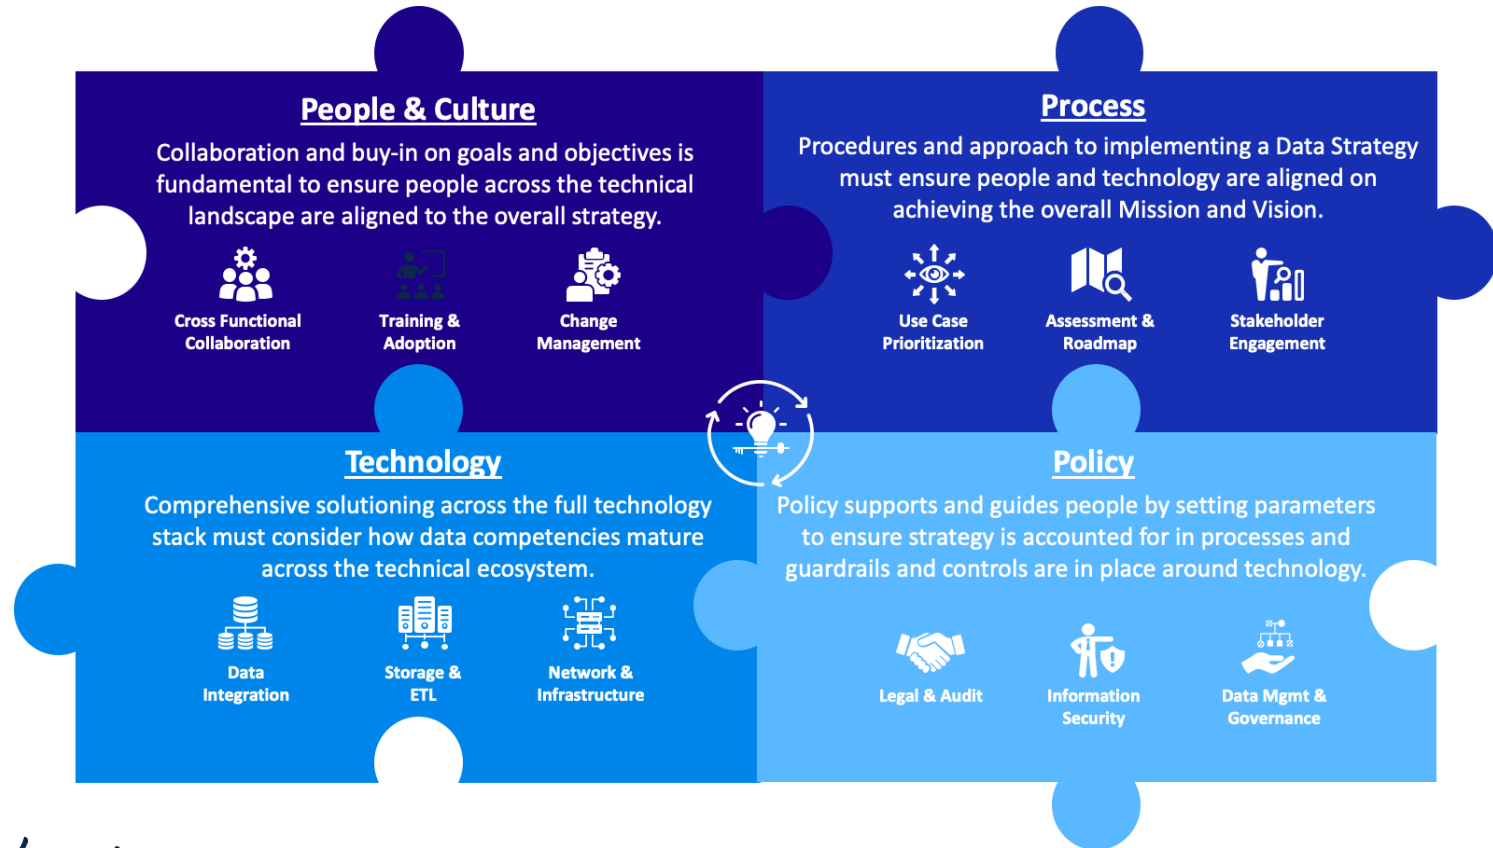 People & Culture
Collaboration and buy-in on goals and objectives is
fundamental to ensure people across the technical
landscape are aligned to the overall strategy.
Cross Functional
Collaboration
Training &
Adoption
Change
Management
Process
Procedures and approach to implementing a Data Strategy
must ensure people and technology are aligned on
achieving the overall Mission and Vision.
Use Case
Prioritization
Assessment &
Roadmap
Stakeholder
Engagement
Technology
Comprehensive solutioning across the full technology
stack must consider how data competencies mature
across the technical ecosystem.
Data
Integration
Storage &
ETL
Network &
Infrastructure
Policy
Policy supports and guides people by setting parameters
to ensure strategy is accounted for in processes and
guardrails and controls are in place around technology.
Legal & Audit
Information
Security
Data Mgmt &
Governance